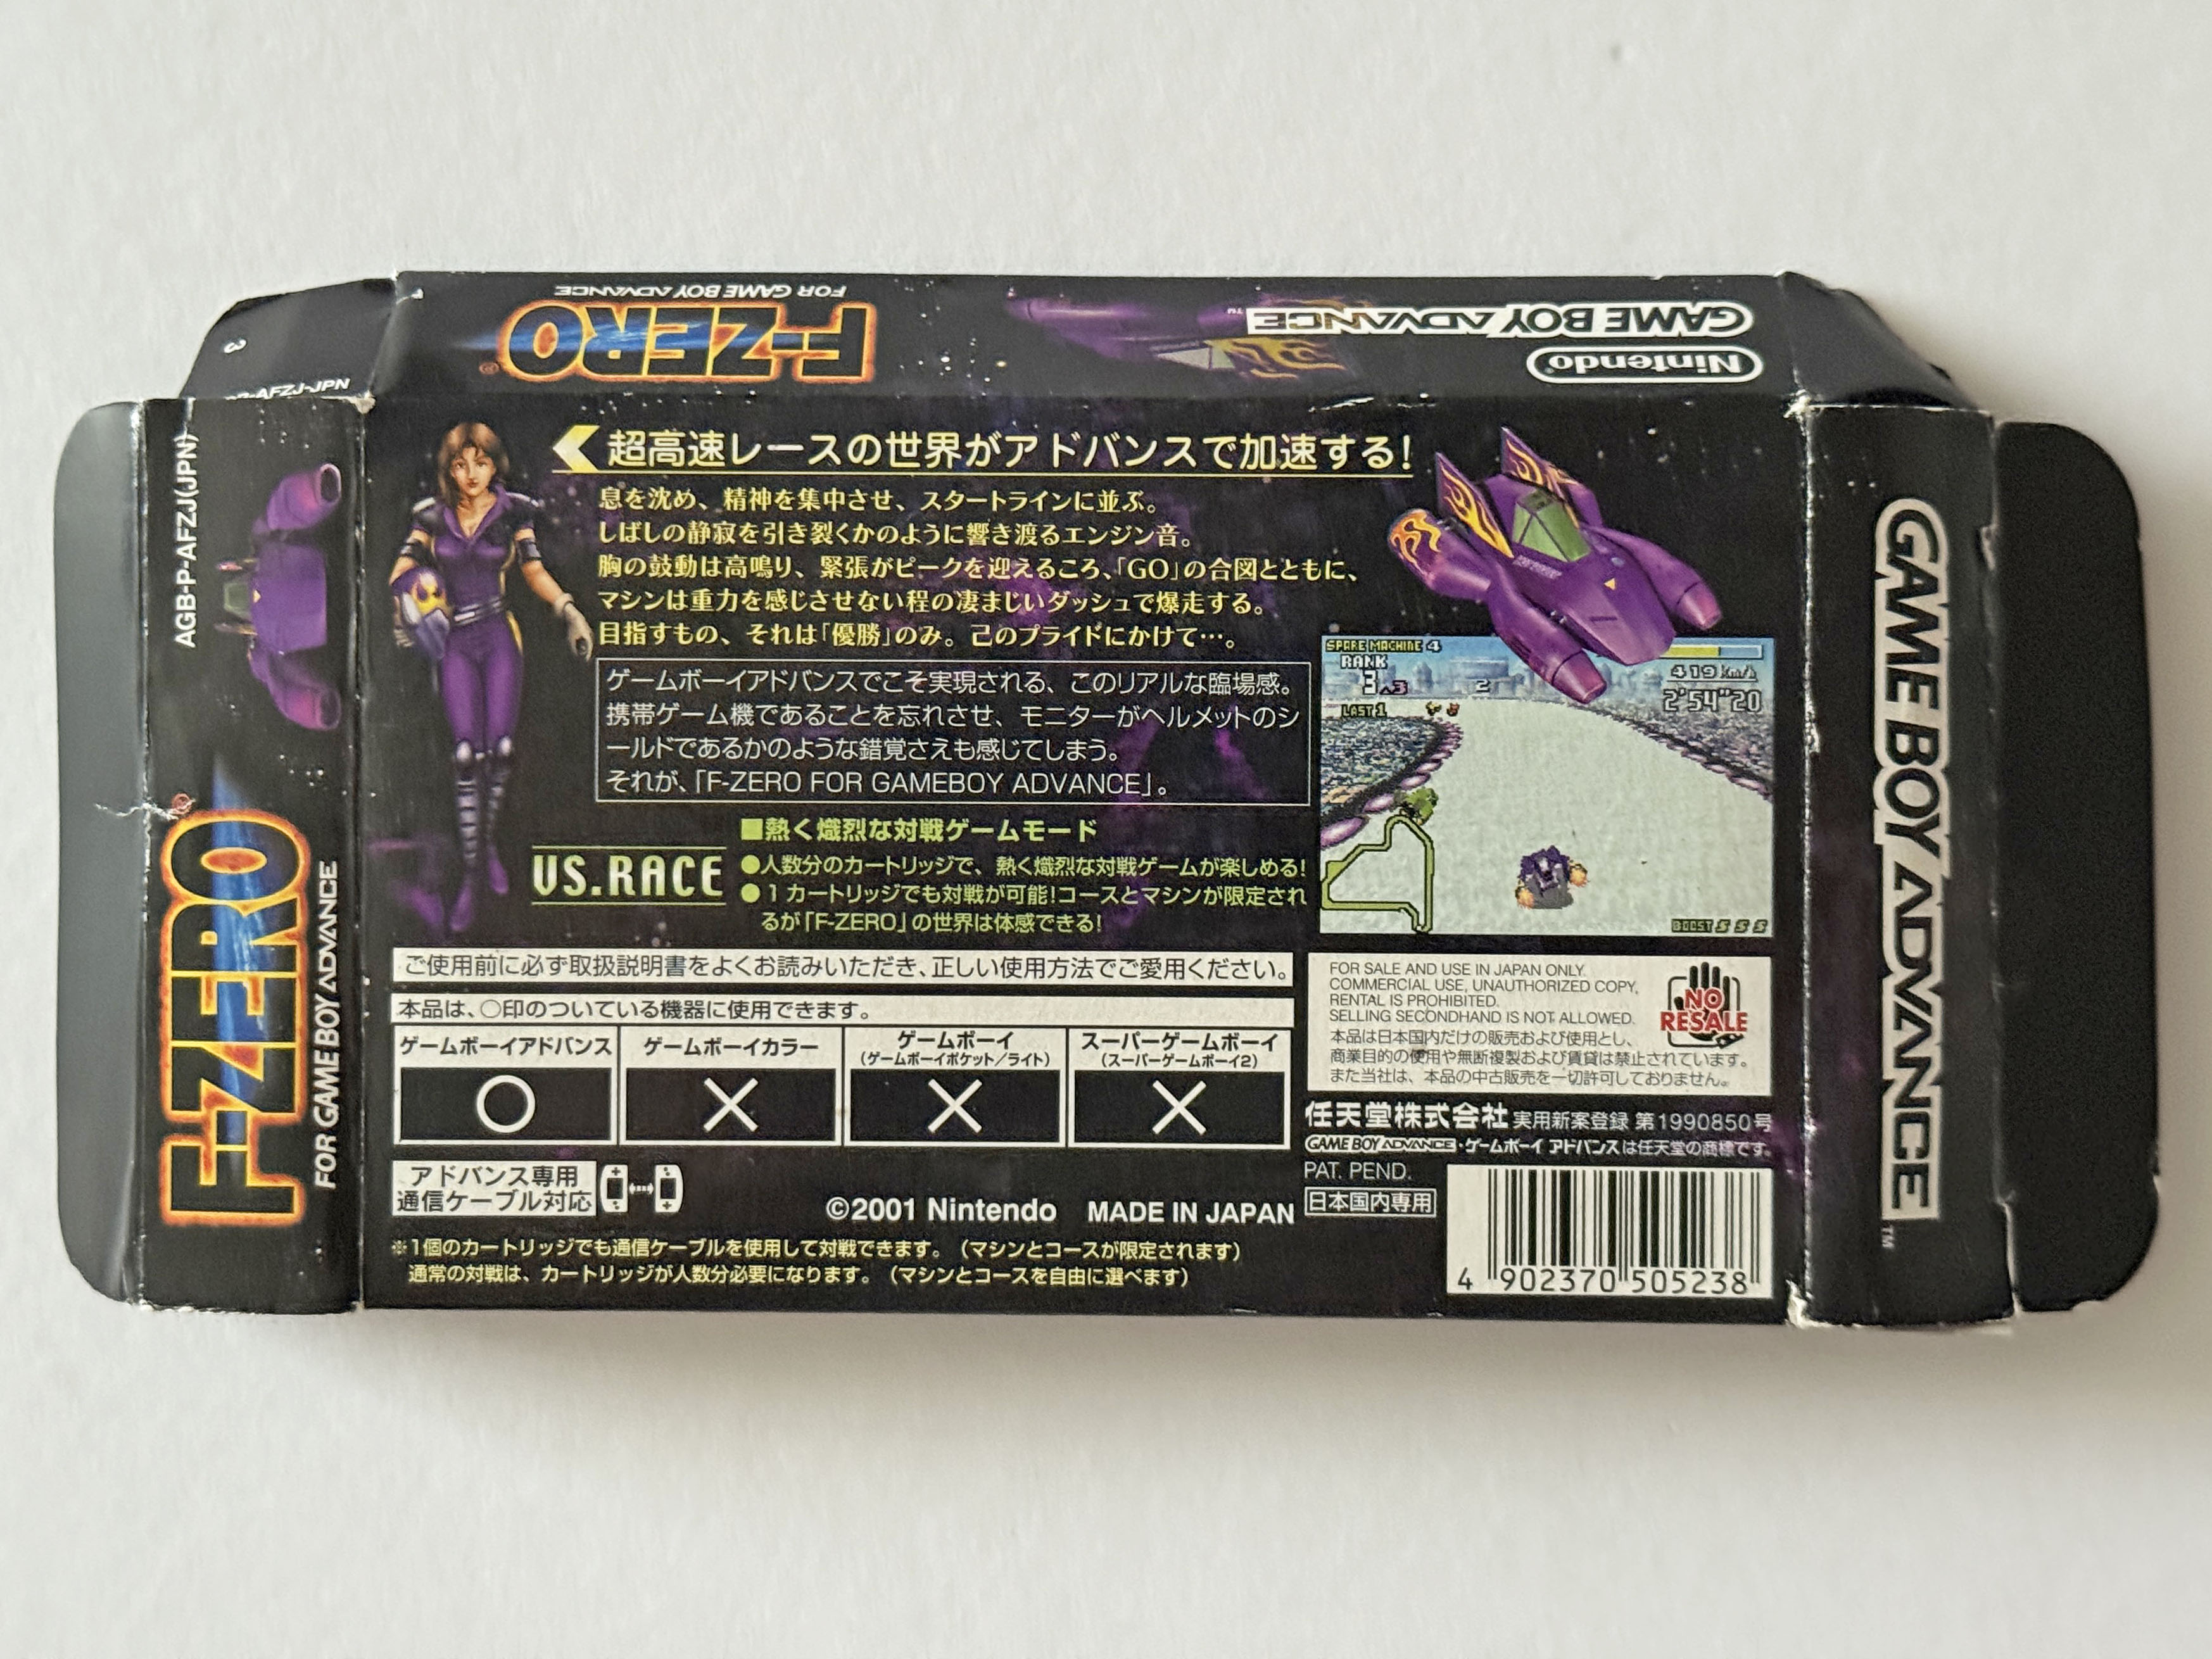 F-ZERO
FOR GAME BOY ADVANCE
GAME BOY ADVANCE™
Nintendo®
3
-AFZJ-JPN
AGB-P-AFZJ(JPN)
F-ZERO®
FOR GAME BOY ADVANCE
超高速レースの世界がアドバンスで加速する!
息を沈め、精神を集中させ、スタートラインに並ぶ。
しばしの静寂を引き裂くかのように響き渡るエンジン音。
胸の鼓動は高鳴り、緊張がピークを迎えるころ、「GO」の合図とともに、
マシンは重力を感じさせない程の凄まじいダッシュで爆走する。
目指すもの、それは「優勝」のみ。己のプライドにかけて…。
ゲームボーイアドバンスでこそ実現される、このリアルな臨場感。
携帯ゲーム機であることを忘れさせ、モニターがヘルメットのシ
ールドであるかのような錯覚さえも感じてしまう。
それが、「F-ZERO FOR GAMEBOY ADVANCE」。
VS.RACE
■熱く熾烈な対戦ゲームモード
●人数分のカートリッジで、熱く熾烈な対戦ゲームが楽しめる!
●1カートリッジでも対戦が可能!コースとマシンが限定され
るが「F-ZERO」の世界は体感できる!
SPARE MACHINE 4
RANK
3
LAST 1
2
419 Km/h
2'54"20
BOOST S S S
ご使用前に必ず取扱説明書をよくお読みいただき、正しい使用方法でご愛用ください。
本品は、○印のついている機器に使用できます。
ゲームボーイアドバンス ゲームボーイカラー ゲームボーイ スーパーゲームボーイ
(ゲームボーイポケット/ライト) (スーパーゲームボーイ2)
○ × × ×
アドバンス専用
通信ケーブル対応
©2001 Nintendo MADE IN JAPAN
※1個のカートリッジでも通信ケーブルを使用して対戦できます。(マシンとコースが限定されます)
通常の対戦は、カートリッジが人数分必要になります。(マシンとコースを自由に選べます)
FOR SALE AND USE IN JAPAN ONLY.
COMMERCIAL USE, UNAUTHORIZED COPY,
RENTAL IS PROHIBITED.
SELLING SECONDHAND IS NOT ALLOWED.
NO
RESALE
本品は日本国内だけの販売および使用とし、
商業目的の使用や無断複製および賃貸は禁止されています。
また当社は、本品の中古販売を一切許可しておりません。
任天堂株式会社 実用新案登録 第1990850号
GAME BOY ADVANCE・ゲームボーイ アドバンスは任天堂の商標です。
PAT. PEND.
日本国内専用
4 902370 505238
GAME BOY ADVANCE™